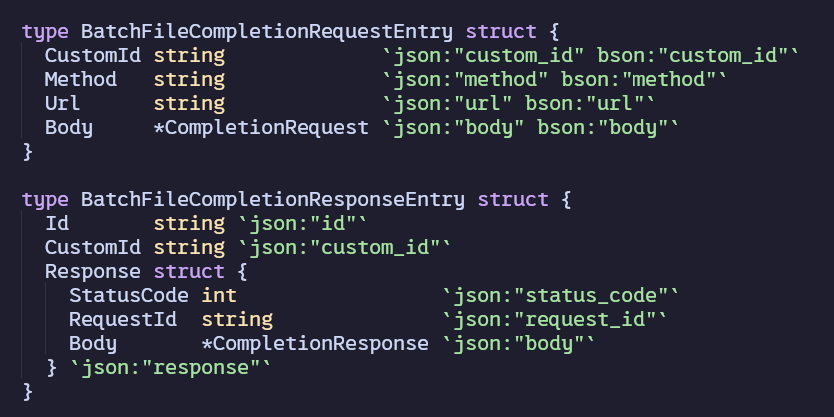 type BatchFileCompletionRequestEntry struct {
  CustomId string             `json:"custom_id" bson:"custom_id"`
  Method   string             `json:"method" bson:"method"`
  Url      string             `json:"url" bson:"url"`
  Body     *CompletionRequest `json:"body" bson:"body"`
}

type BatchFileCompletionResponseEntry struct {
  Id       string `json:"id"`
  CustomId string `json:"custom_id"`
  Response struct {
    StatusCode int                 `json:"status_code"`
    RequestId  string              `json:"request_id"`
    Body       *CompletionResponse `json:"body"`
  } `json:"response"`
}